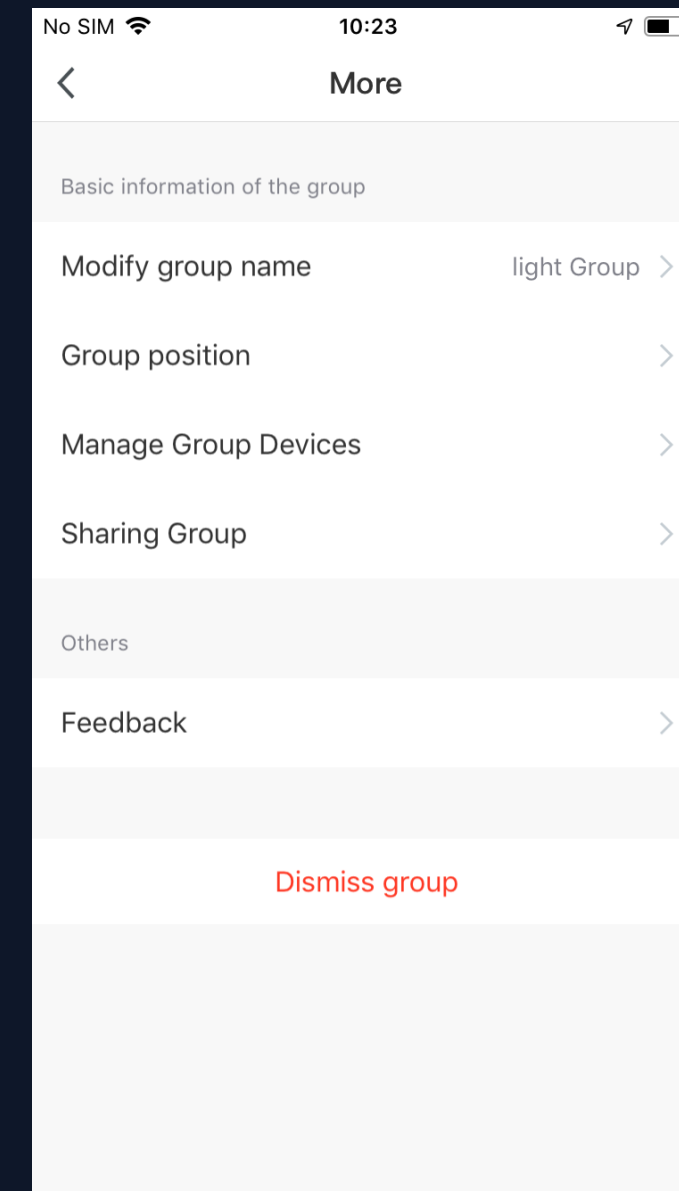 No SIM 10:23
More
Basic information of the group
Modify group name light Group
Group position
Manage Group Devices
Sharing Group
Others
Feedback
Dismiss group